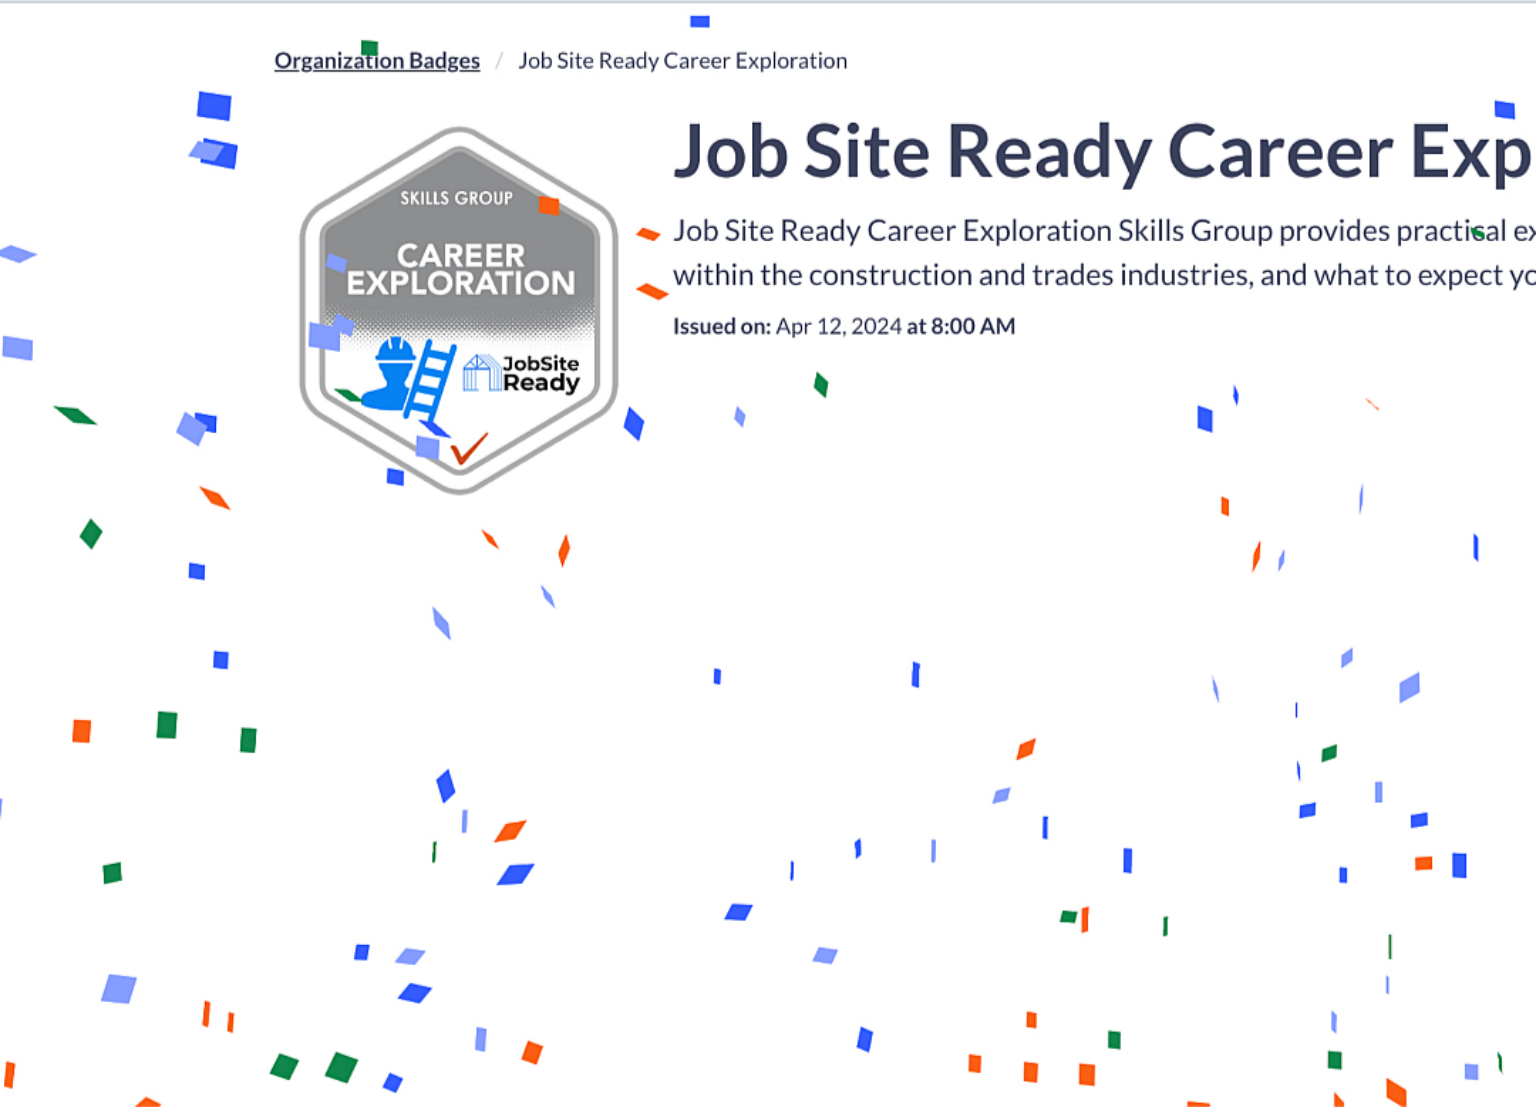 Organization Badges / Job Site Ready Career Exploration
SKILLS GROUP
CAREER
EXPLORATION
JobSite
Ready
Job Site Ready Career Exp
Job Site Ready Career Exploration Skills Group provides practical ex
within the construction and trades industries, and what to expect yo
Issued on: Apr 12, 2024 at 8:00 AM